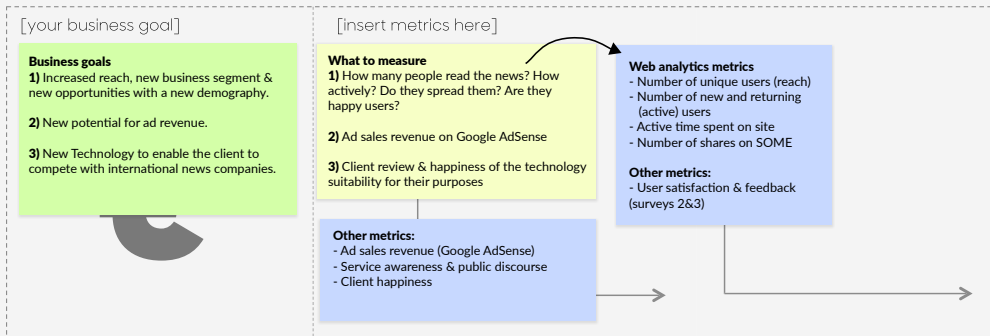 [your business goal]
[insert metrics here]
Business goals
1) Increased reach, new business segment &
new opportunities with a new demography.
2) New potential for ad revenue.
3) New Technology to enable the client to
compete with international news companies.
What to measure
1) How many people read the news? How
actively? Do they spread them? Are they
happy users?
2) Ad sales revenue on Google AdSense
3) Client review & happiness of the technology
suitability for their purposes
Other metrics:
- Ad sales revenue (Google AdSense)
- Service awareness & public discourse
- Client happiness
Web analytics metrics
- Number of unique users (reach)
- Number of new and returning
(active) users
- Active time spent on site
- Number of shares on SOME
Other metrics:
- User satisfaction & feedback
(surveys 2&3)